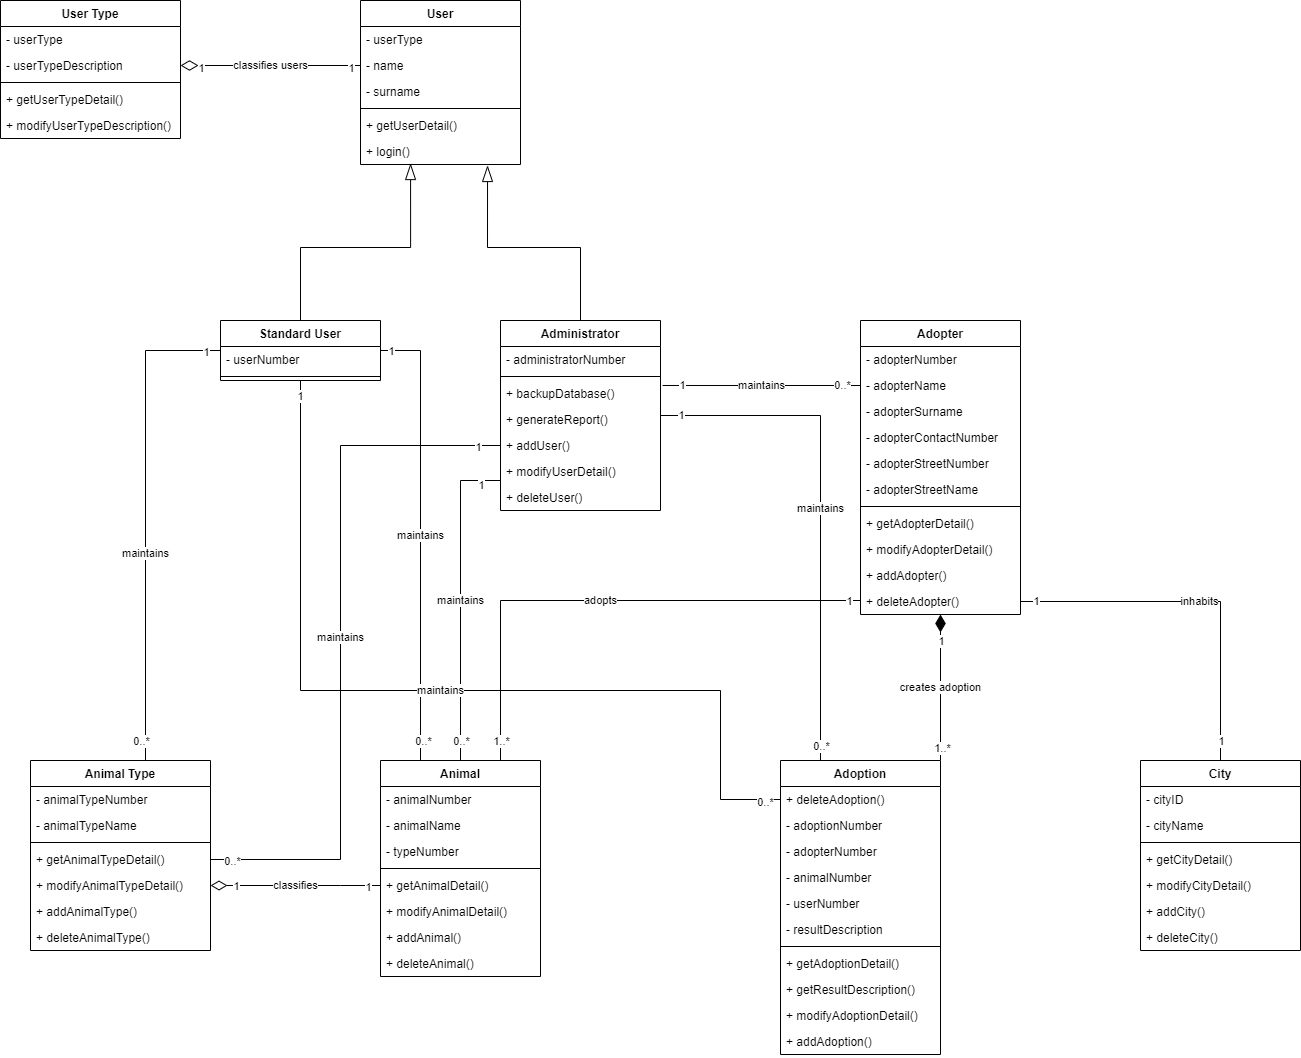 User Type
- userType
- userTypeDescription
+ getUserTypeDetail()
+ modifyUserTypeDescription()
1
classifies users
1
User
- userType
- name
- surname
+ getUserDetail()
+ login()
Standard User
- userNumber
1
1
1
Administrator
- administratorNumber
+ backupDatabase()
+ generateReport()
+ addUser()
+ modifyUserDetail()
+ deleteUser()
1
maintains
0..*
1
1
1
Adopter
- adopterNumber
- adopterName
- adopterSurname
- adopterContactNumber
- adopterStreetNumber
- adopterStreetName
+ getAdopterDetail()
+ modifyAdopterDetail()
+ addAdopter()
+ deleteAdopter()
maintains
maintains
maintains
maintains
adopts
1
1
inhabits
maintains
1
creates adoption
maintains
0..*
0..*
0..*
1..*
0..*
1..*
1
Animal Type
- animalTypeNumber
- animalTypeName
+ getAnimalTypeDetail()
+ modifyAnimalTypeDetail()
+ addAnimalType()
+ deleteAnimalType()
0..*
1
classifies
1
Animal
- animalNumber
- animalName
- typeNumber
+ getAnimalDetail()
+ modifyAnimalDetail()
+ addAnimal()
+ deleteAnimal()
0..*
Adoption
+ deleteAdoption()
- adoptionNumber
- adopterNumber
- animalNumber
- userNumber
- resultDescription
+ getAdoptionDetail()
+ getResultDescription()
+ modifyAdoptionDetail()
+ addAdoption()
City
- cityID
- cityName
+ getCityDetail()
+ modifyCityDetail()
+ addCity()
+ deleteCity()